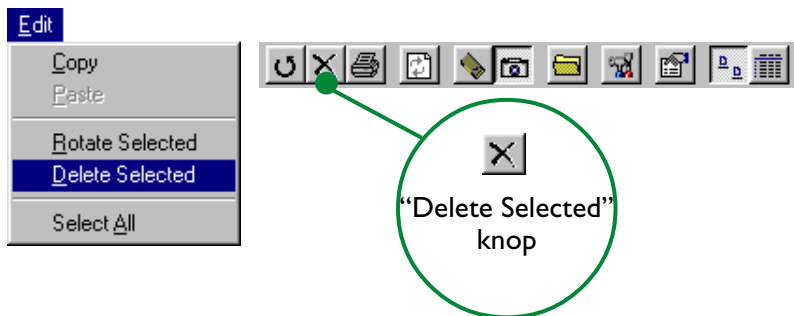 Edit
Copy
Paste
Rotate Selected
Delete Selected
Select All
“Delete Selected”
knop